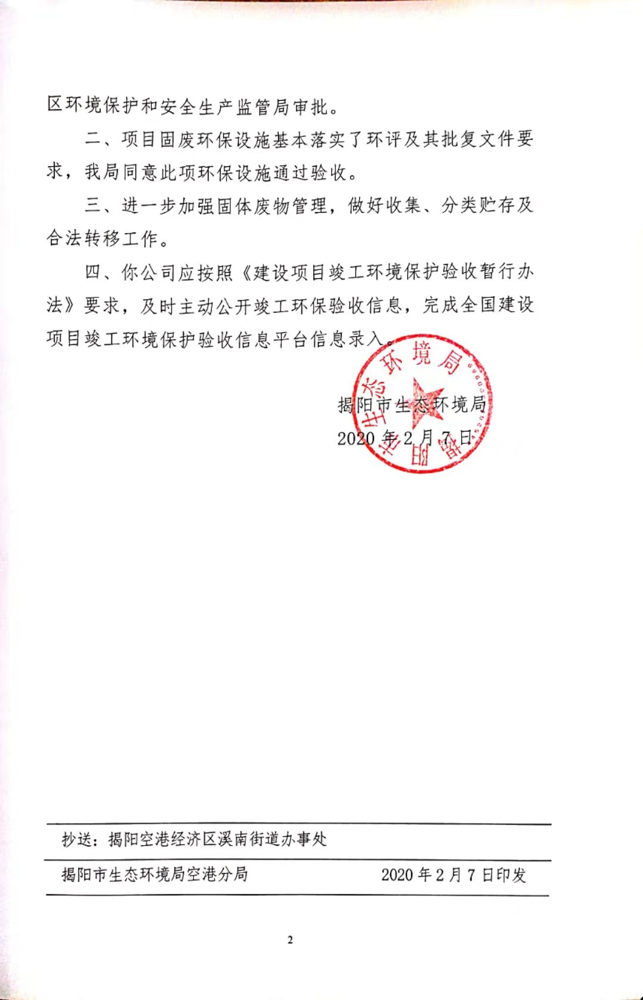 区环境保护和安全生产监管局审批。
二、项目固废环保设施基本落实了环评及其批复文件要
求，我局同意此项环保设施通过验收。
三、进一步加强固体废物管理，做好收集、分类贮存及
合法转移工作。
四、你公司应按照《建设项目竣工环境保护验收暂行办
法》要求，及时主动公开竣工环保验收信息，完成全国建设
项目竣工环境保护验收信息平台信息录入。
揭阳市生态环境局
揭阳市生态环境局
2020年2月7日
抄送：揭阳空港经济区溪南街道办事处
揭阳市生态环境局空港分局 2020年2月7日印发
2